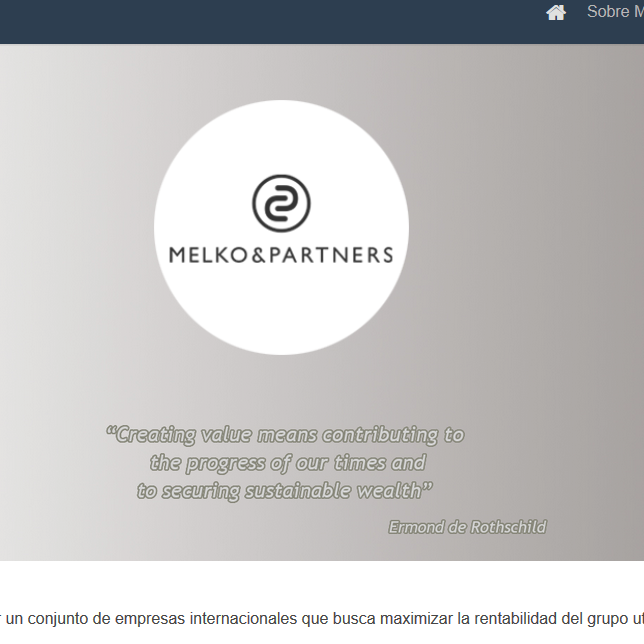 Sobre
MELKO&PARTNERS
“Creating value means contributing to
the progress of our times and
to securing sustainable wealth”
Ermond de Rothschild
un conjunto de empresas internacionales que busca maximizar la rentabilidad del grupo